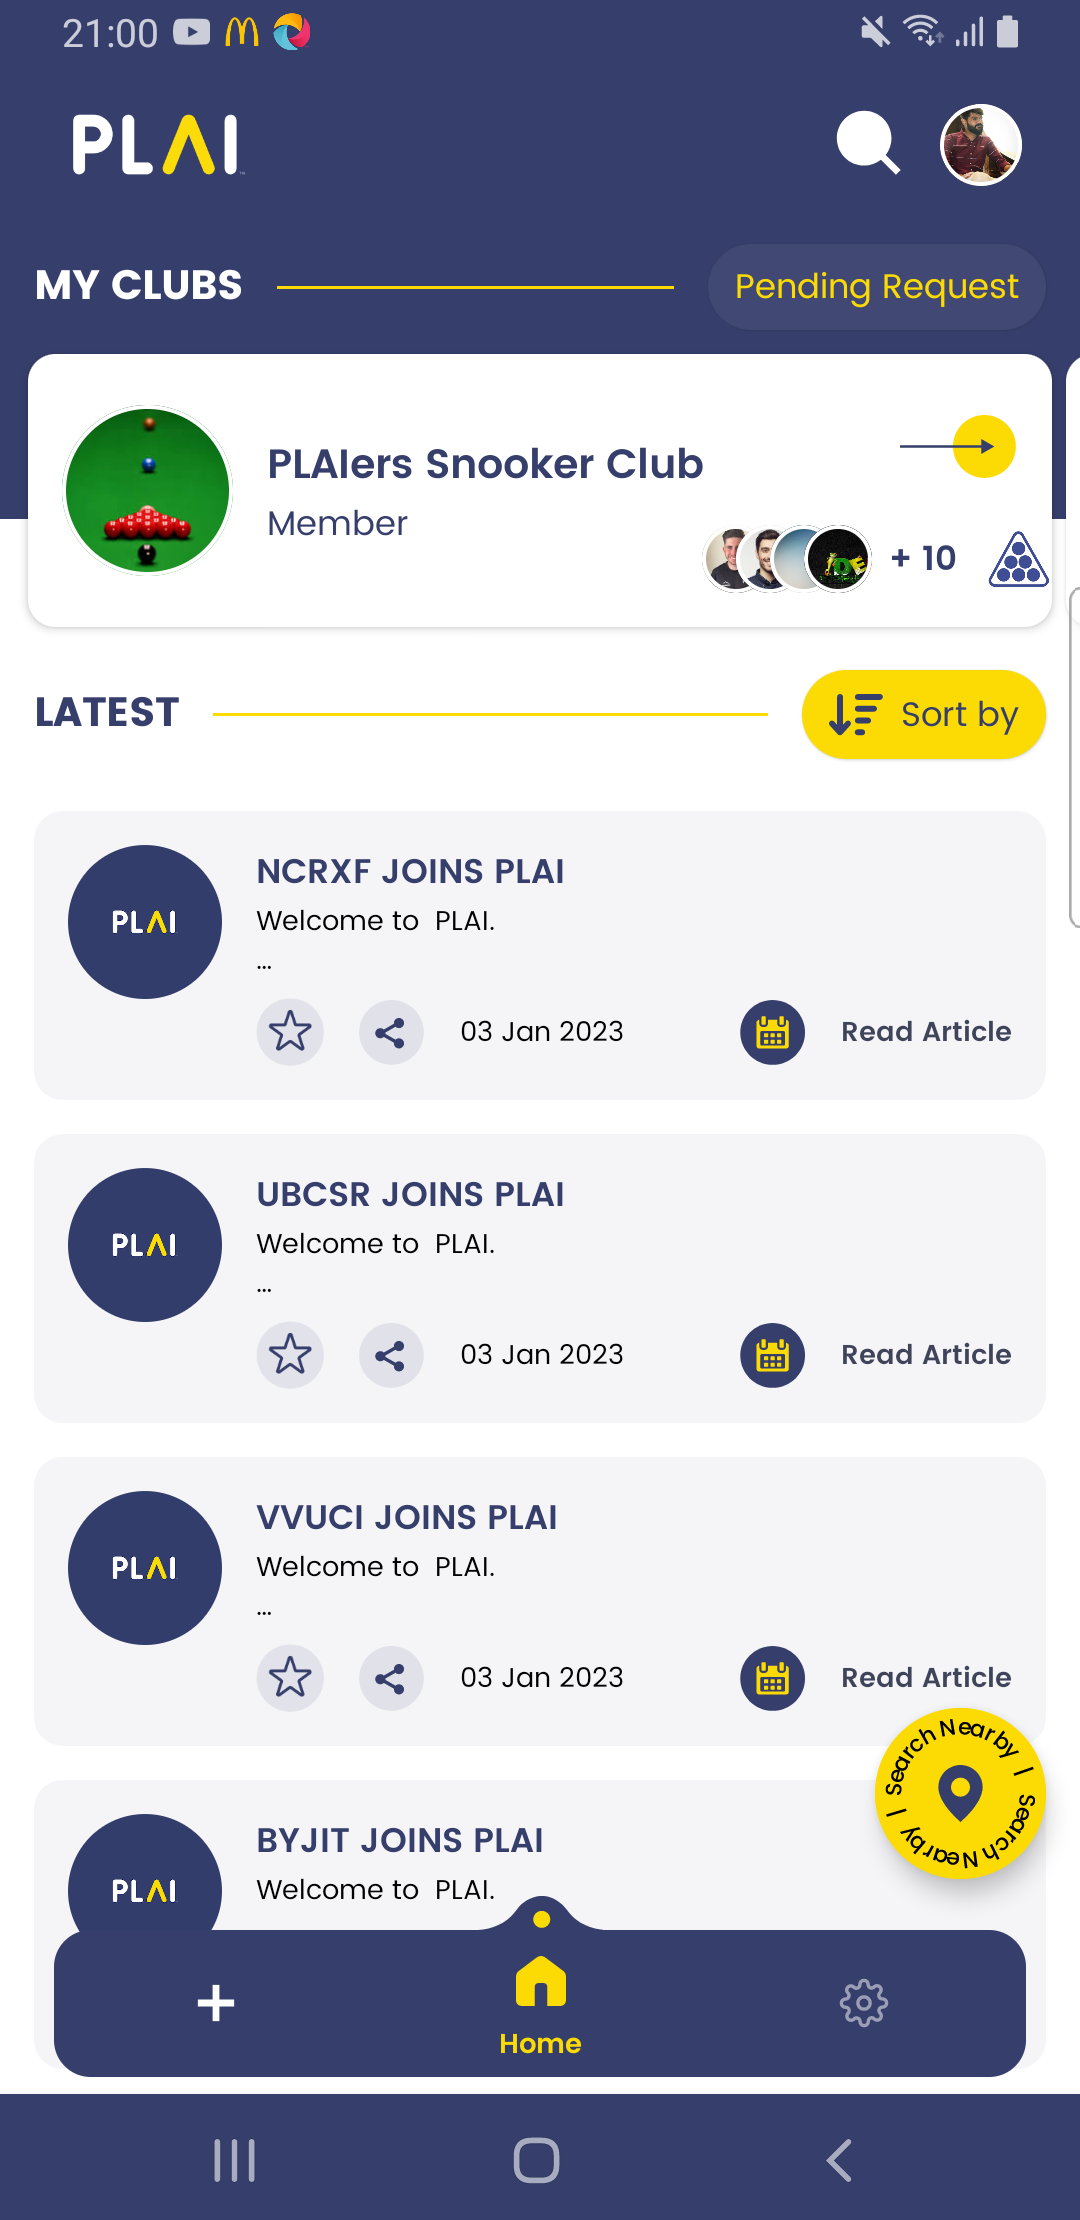 21:00
PLAI
MY CLUBS
Pending Request
PLAIers Snooker Club
Member
+ 10
LATEST
Sort by
PLAI
NCRXF JOINS PLAI
Welcome to  PLAI.
...
03 Jan 2023
Read Article
PLAI
UBCSR JOINS PLAI
Welcome to  PLAI.
...
03 Jan 2023
Read Article
PLAI
VVUCI JOINS PLAI
Welcome to  PLAI.
...
03 Jan 2023
Read Article
Search Nearby | Search Nearby |
PLAI
BYJIT JOINS PLAI
Welcome to  PLAI.
Home